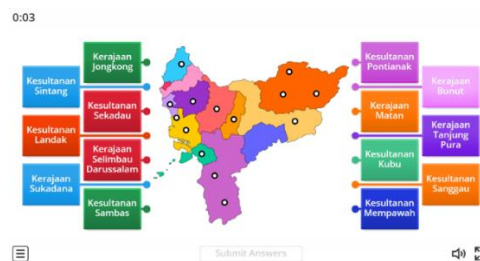 0:03
Kerajaan
Jongkong
Kesultanan
Sintang
Kesultanan
Sekadau
Kesultanan
Landak
Kerajaan
Selimbau
Darussalam
Kerajaan
Sukadana
Kesultanan
Sambas
Kesultanan
Pontianak
Kerajaan
Bunut
Kerajaan
Matan
Kerajaan
Tanjung
Pura
Kesultanan
Kubu
Kesultanan
Sanggau
Kesultanan
Mempawah
Submit Answers